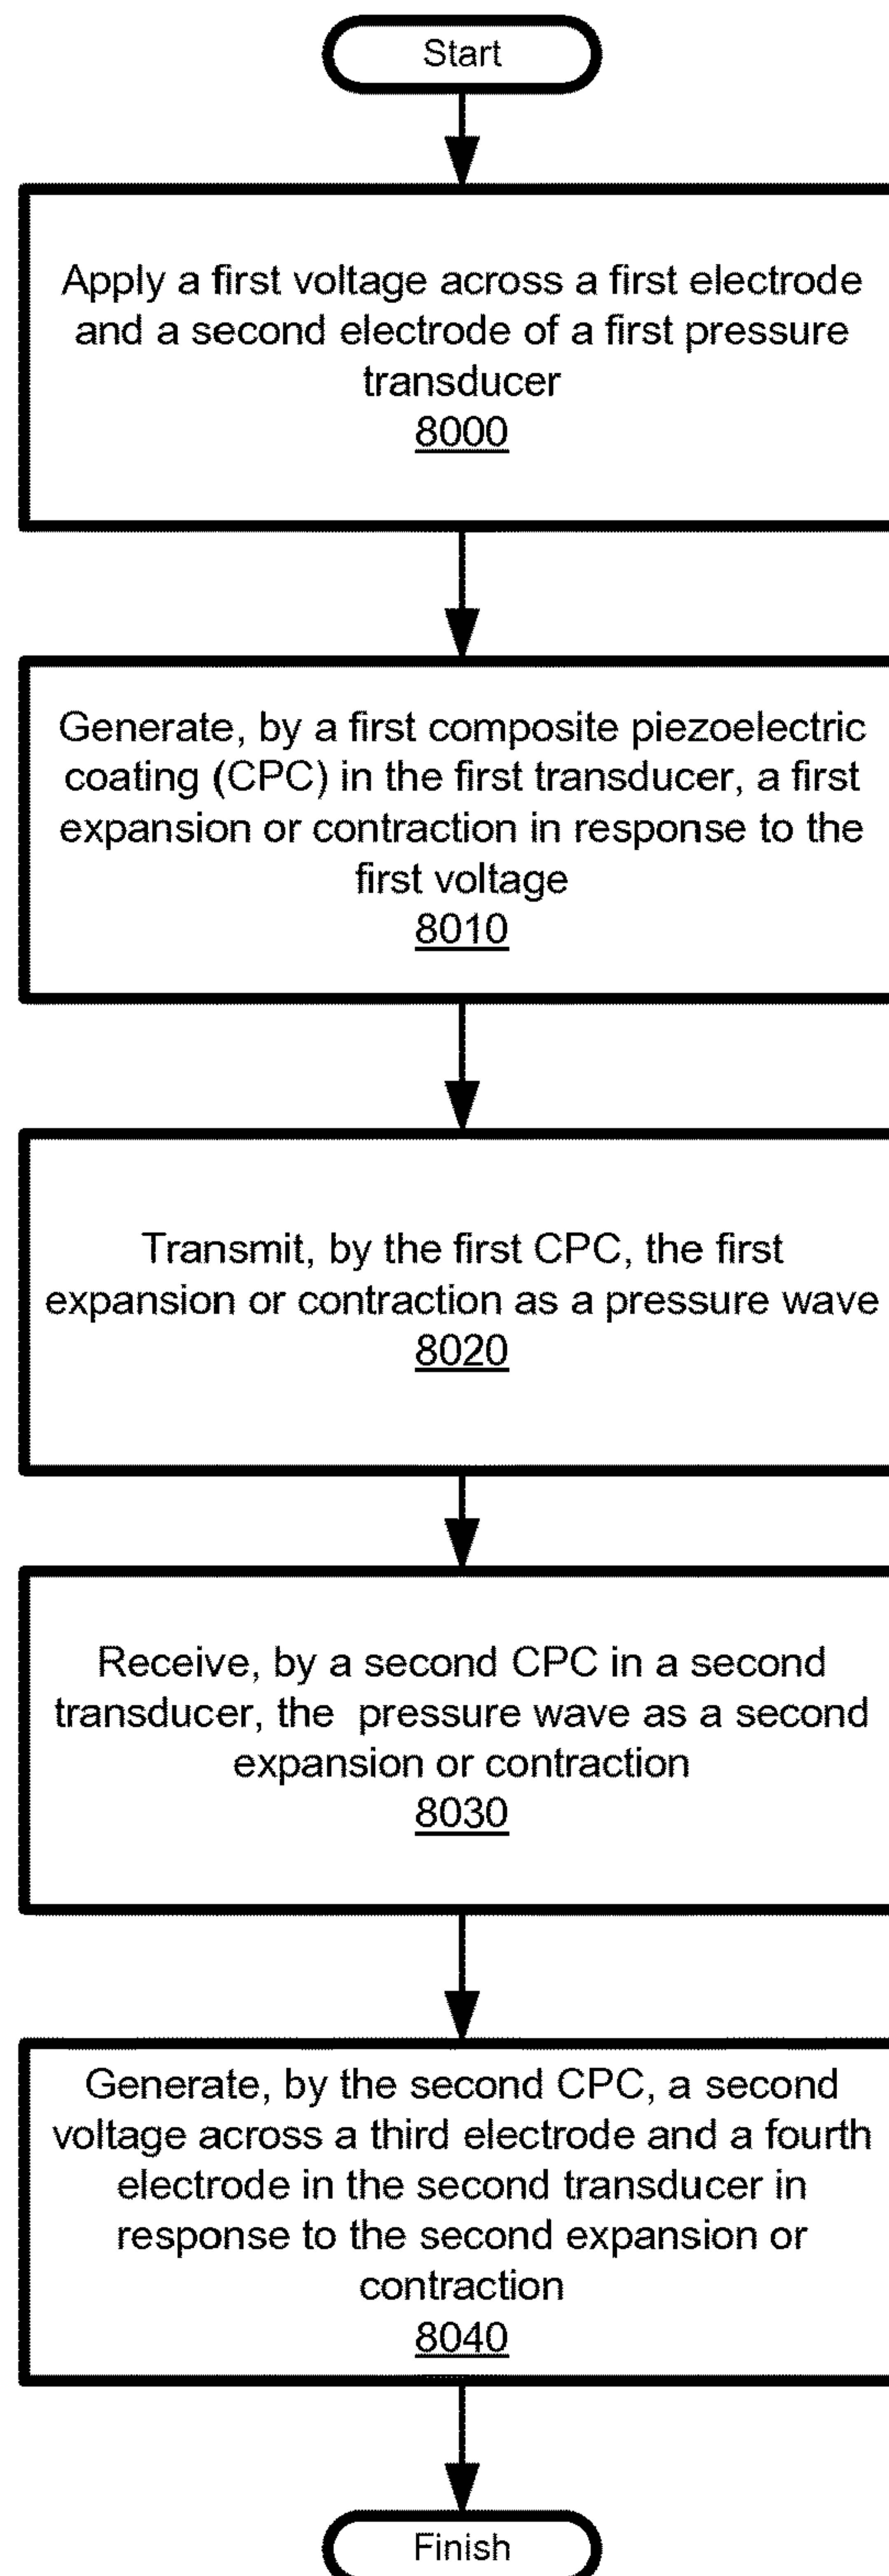 Start
Apply a first voltage across a first electrode
and a second electrode of a first pressure
transducer
8000
Generate, by a first composite piezoelectric
coating (CPC) in the first transducer, a first
expansion or contraction in response to the
first voltage
8010
Transmit, by the first CPC, the first
expansion or contraction as a pressure wave
8020
Receive, by a second CPC in a second
transducer, the  pressure wave as a second
expansion or contraction
8030
Generate, by the second CPC, a second
voltage across a third electrode and a fourth
electrode in the second transducer in
response to the second expansion or
contraction
8040
Finish